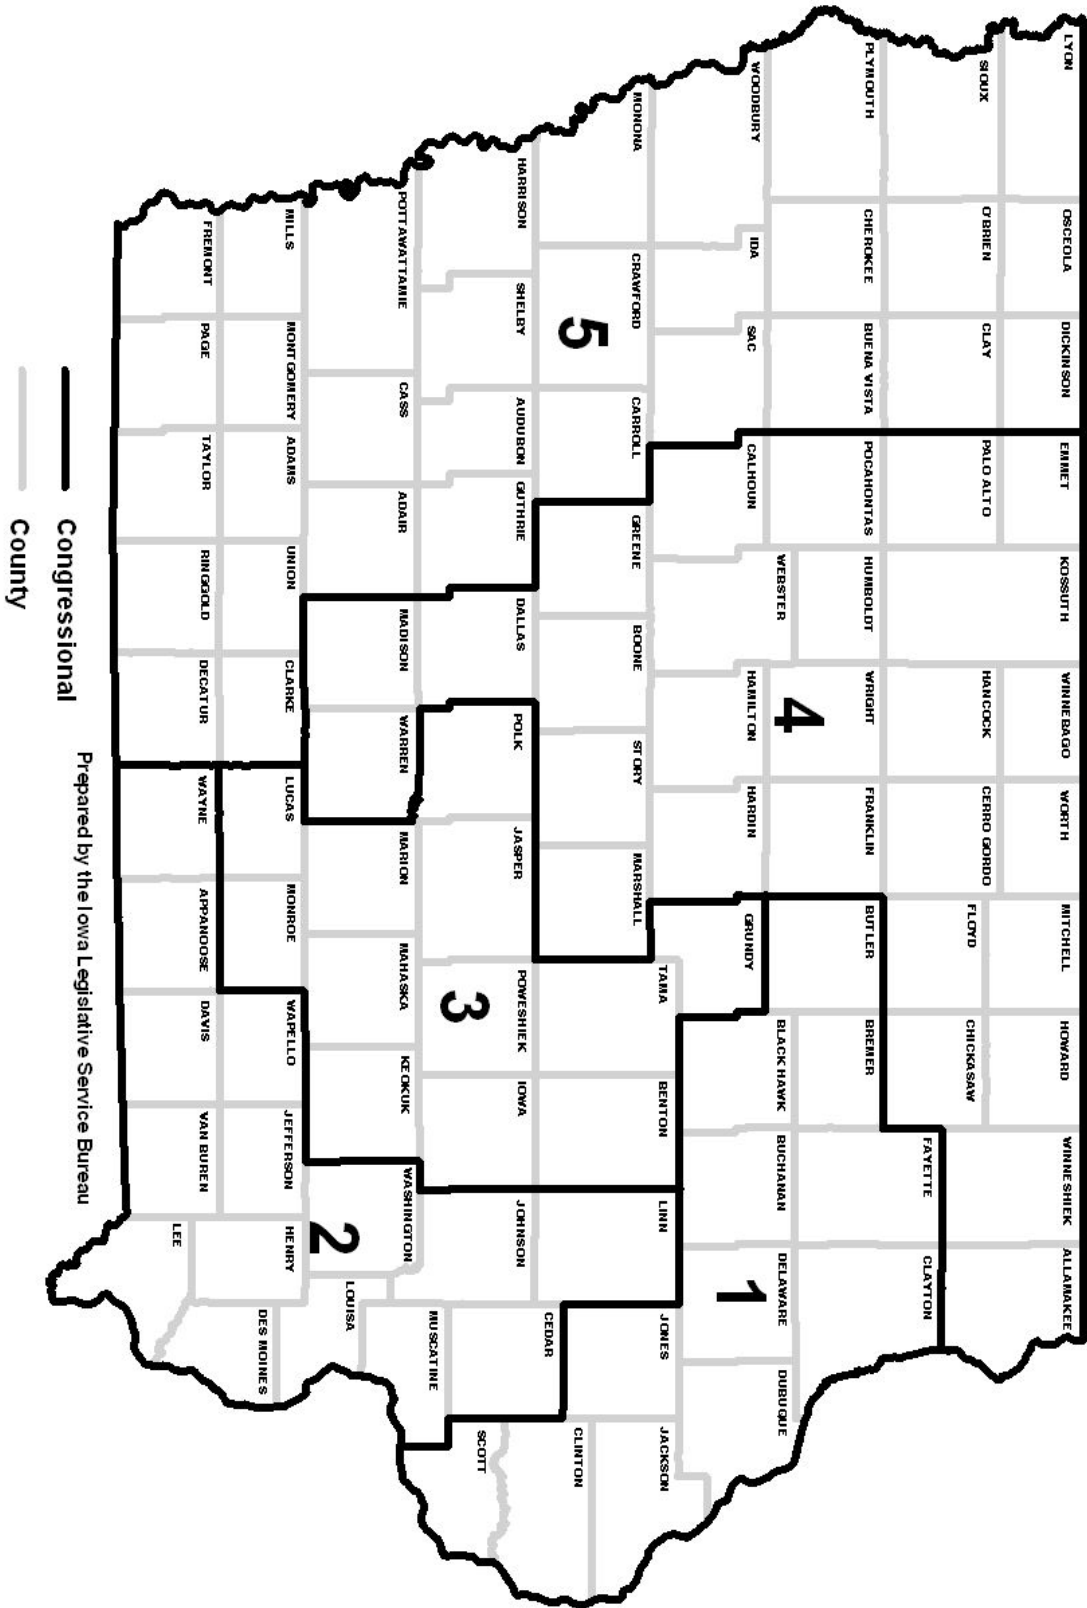 LYON
OSCEOLA
DICKINSON
EMMET
KOSSUTH
WINNEBAGO
WORTH
MITCHELL
HOWARD
WINNESHIEK
ALLAMAKEE
SIOUX
O'BRIEN
CLAY
PALO ALTO
HANCOCK
CERRO GORDO
FLOYD
CHICKASAW
PLYMOUTH
CHEROKEE
BUENA VISTA
POCAHONTAS
HUMBOLDT
WRIGHT
FRANKLIN
BUTLER
BREMER
FAYETTE
CLAYTON
WOODBURY
IDA
SAC
CALHOUN
WEBSTER
HAMILTON
HARDIN
GRUNDY
BLACK HAWK
BUCHANAN
DELAWARE
DUBUQUE
4
1
MONONA
CRAWFORD
CARROLL
GREENE
BOONE
STORY
MARSHALL
TAMA
BENTON
LINN
JONES
JACKSON
5
CLINTON
HARRISON
SHELBY
AUDUBON
GUTHRIE
DALLAS
POLK
JASPER
POWESHIEK
IOWA
JOHNSON
CEDAR
SCOTT
3
POTTAWATTAMIE
CASS
ADAIR
MADISON
WARREN
MARION
MAHASKA
KEOKUK
WASHINGTON
MUSCATINE
LOUISA
2
MILLS
MONTGOMERY
ADAMS
UNION
CLARKE
LUCAS
MONROE
WAPELLO
JEFFERSON
HENRY
DES MOINES
FREMONT
PAGE
TAYLOR
RINGGOLD
DECATUR
WAYNE
APPANOOSE
DAVIS
VAN BUREN
LEE
Prepared by the Iowa Legislative Service Bureau
Congressional
County